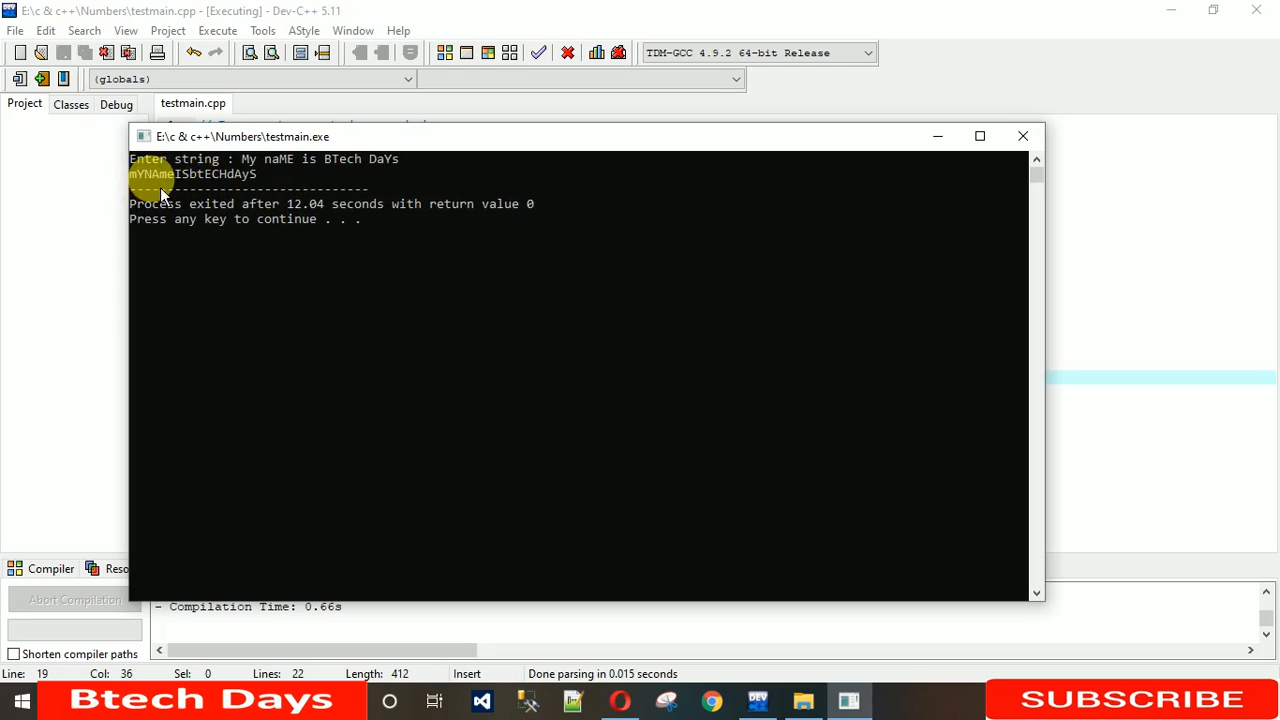 E:\c & c++\Numbers\testmain.cpp - [Executing] - Dev-C++ 5.11
File Edit Search View Project Execute Tools AStyle Window Help
TDM-GCC 4.9.2 64-bit Release
(globals)
Project Classes Debug testmain.cpp
E:\c & c++\Numbers\testmain.exe
Enter string : My naME is BTech DaYs
mYNAmeISbtECHdAyS
--------------------------------
Process exited after 12.04 seconds with return value 0
Press any key to continue . . .
Compiler Reso
Abort Compilation
- Compilation Time: 0.66s
Shorten compiler paths
Line: 19 Col: 36 Sel: 0 Lines: 22 Length: 412 Insert Done parsing in 0.015 seconds
Btech Days
DEV
SUBSCRIBE